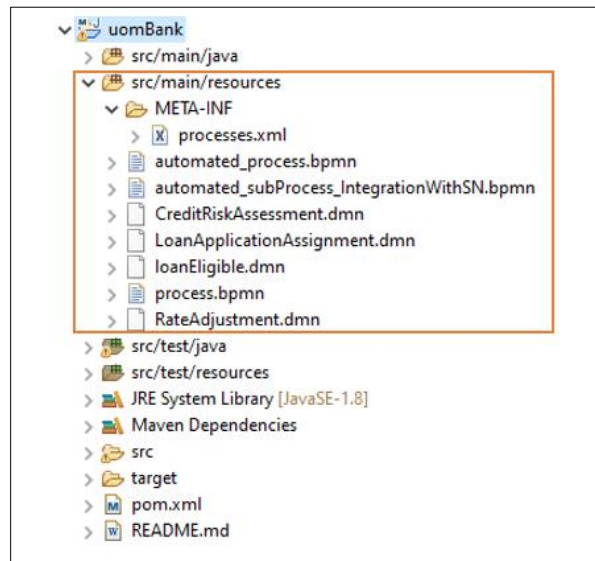 uomBank
src/main/java
src/main/resources
META-INF
processes.xml
automated_process.bpmn
automated_subProcess_IntegrationWithSN.bpmn
CreditRiskAssessment.dmn
LoanApplicationAssignment.dmn
loanEligible.dmn
process.bpmn
RateAdjustment.dmn
src/test/java
src/test/resources
JRE System Library [JavaSE-1.8]
Maven Dependencies
src
target
pom.xml
README.md